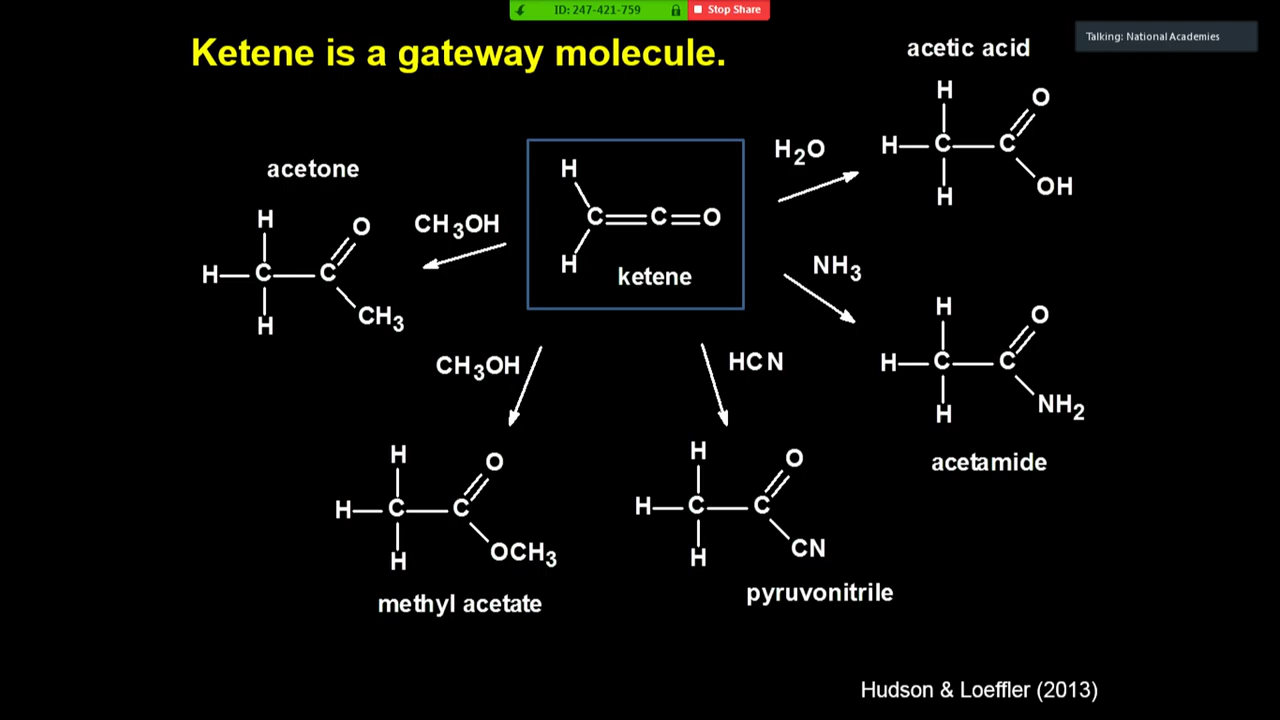 ID: 247-421-759 Stop Share
Talking: National Academies
Ketene is a gateway molecule.
acetic acid
H
O
H C C
H
OH
H₂O
acetone
H
O
H C C
H
CH₃
CH₃OH
H
C C O
H
ketene
NH₃
H
O
H C C
H
NH₂
acetamide
CH₃OH
H
O
H C C
H
OCH₃
methyl acetate
HCN
H
O
H C C
H
CN
pyruvonitrile
Hudson & Loeffler (2013)